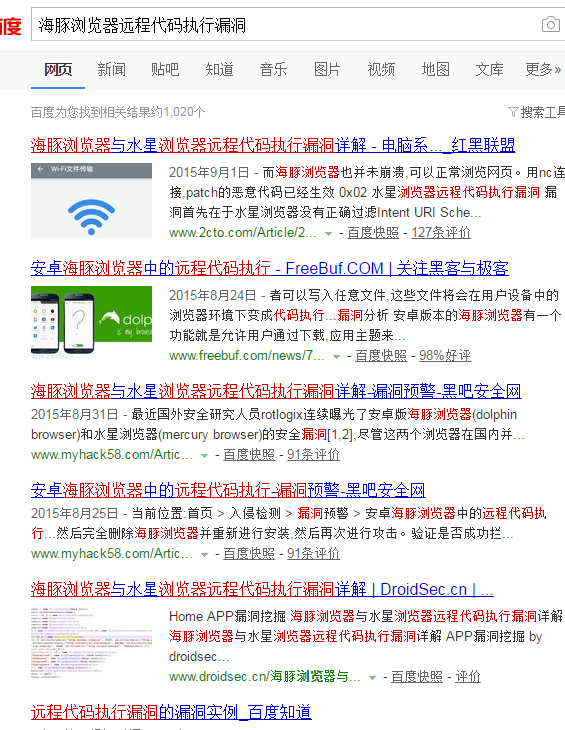 百度
海豚浏览器远程代码执行漏洞
网页 新闻 贴吧 知道 音乐 图片 视频 地图 文库 更多»
百度为您找到相关结果约1,020个 搜索工具
海豚浏览器与水星浏览器远程代码执行漏洞详解 - 电脑系..._红黑联盟
WiFi文件传输
2015年9月1日 - 而海豚浏览器也并未崩溃,可以正常浏览网页。用nc连
接,patch的恶意代码已经生效 0x02 水星浏览器远程代码执行漏洞 漏
洞首先在于水星浏览器没有正确过滤Intent URI Sche...
www.2cto.com/Article/2... - 百度快照 - 127条评价
安卓海豚浏览器中的远程代码执行 - FreeBuf.COM | 关注黑客与极客
dolp
2015年8月24日 - 者可以写入任意文件,这些文件将会在用户设备中的
浏览器环境下变成代码执行...漏洞分析 安卓版本的海豚浏览器有一个
功能就是允许用户通过下载,应用主题来...
www.freebuf.com/news/7... - 百度快照 - 98%好评
海豚浏览器与水星浏览器远程代码执行漏洞详解-漏洞预警-黑吧安全网
2015年8月31日 - 最近国外安全研究人员rotlogix连续曝光了安卓版海豚浏览器(dolphin
browser)和水星浏览器(mercury browser)的安全漏洞[1,2],尽管这两个浏览器在国内并...
www.myhack58.com/Artic... - 百度快照 - 91条评价
安卓海豚浏览器中的远程代码执行-漏洞预警-黑吧安全网
2015年8月25日 - 当前位置:首页 > 入侵检测 > 漏洞预警 > 安卓海豚浏览器中的远程代码执
行...然后完全删除海豚浏览器并重新进行安装,然后再次进行攻击。验证是否成功拦...
www.myhack58.com/Artic... - 百度快照 - 91条评价
海豚浏览器与水星浏览器远程代码执行漏洞详解 | DroidSec.cn | ...
Home APP漏洞挖掘 海豚浏览器与水星浏览器远程代码执行漏洞详解
海豚浏览器与水星浏览器远程代码执行漏洞详解 APP漏洞挖掘 by
droidsec...
www.droidsec.cn/海豚浏览器与... - 百度快照 - 评价
远程代码执行漏洞的漏洞实例_百度知道